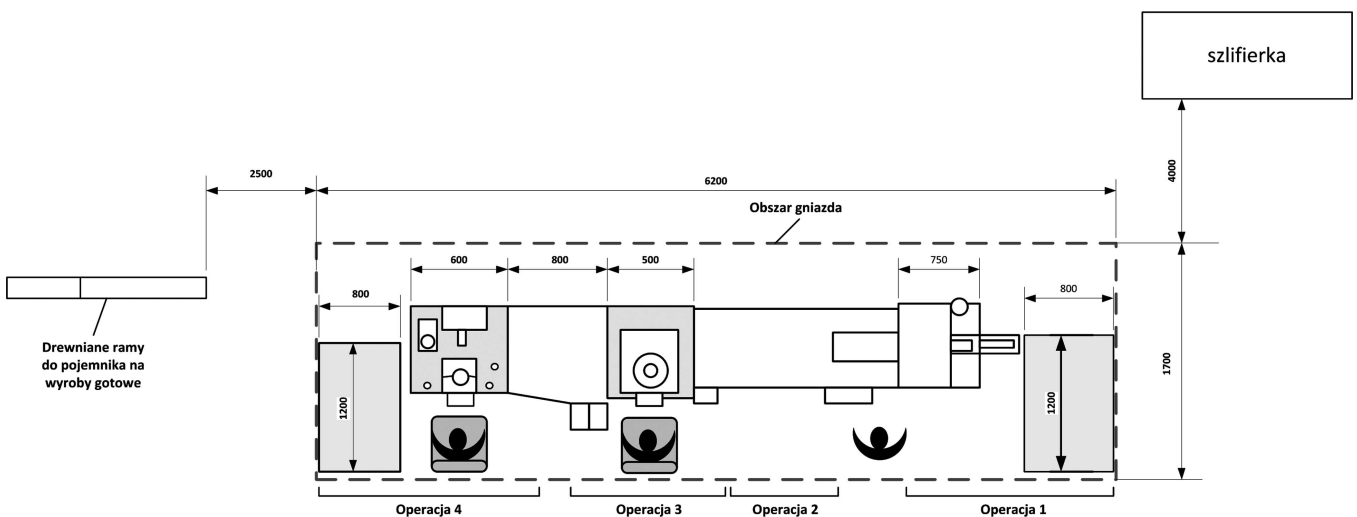 szlifierka
4000
2500
6200
Obszar gniazda
600
800
500
750
800
800
Drewniane ramy
do pojemnika na
wyroby gotowe
1200
1200
1700
Operacja 4
Operacja 3
Operacja 2
Operacja 1